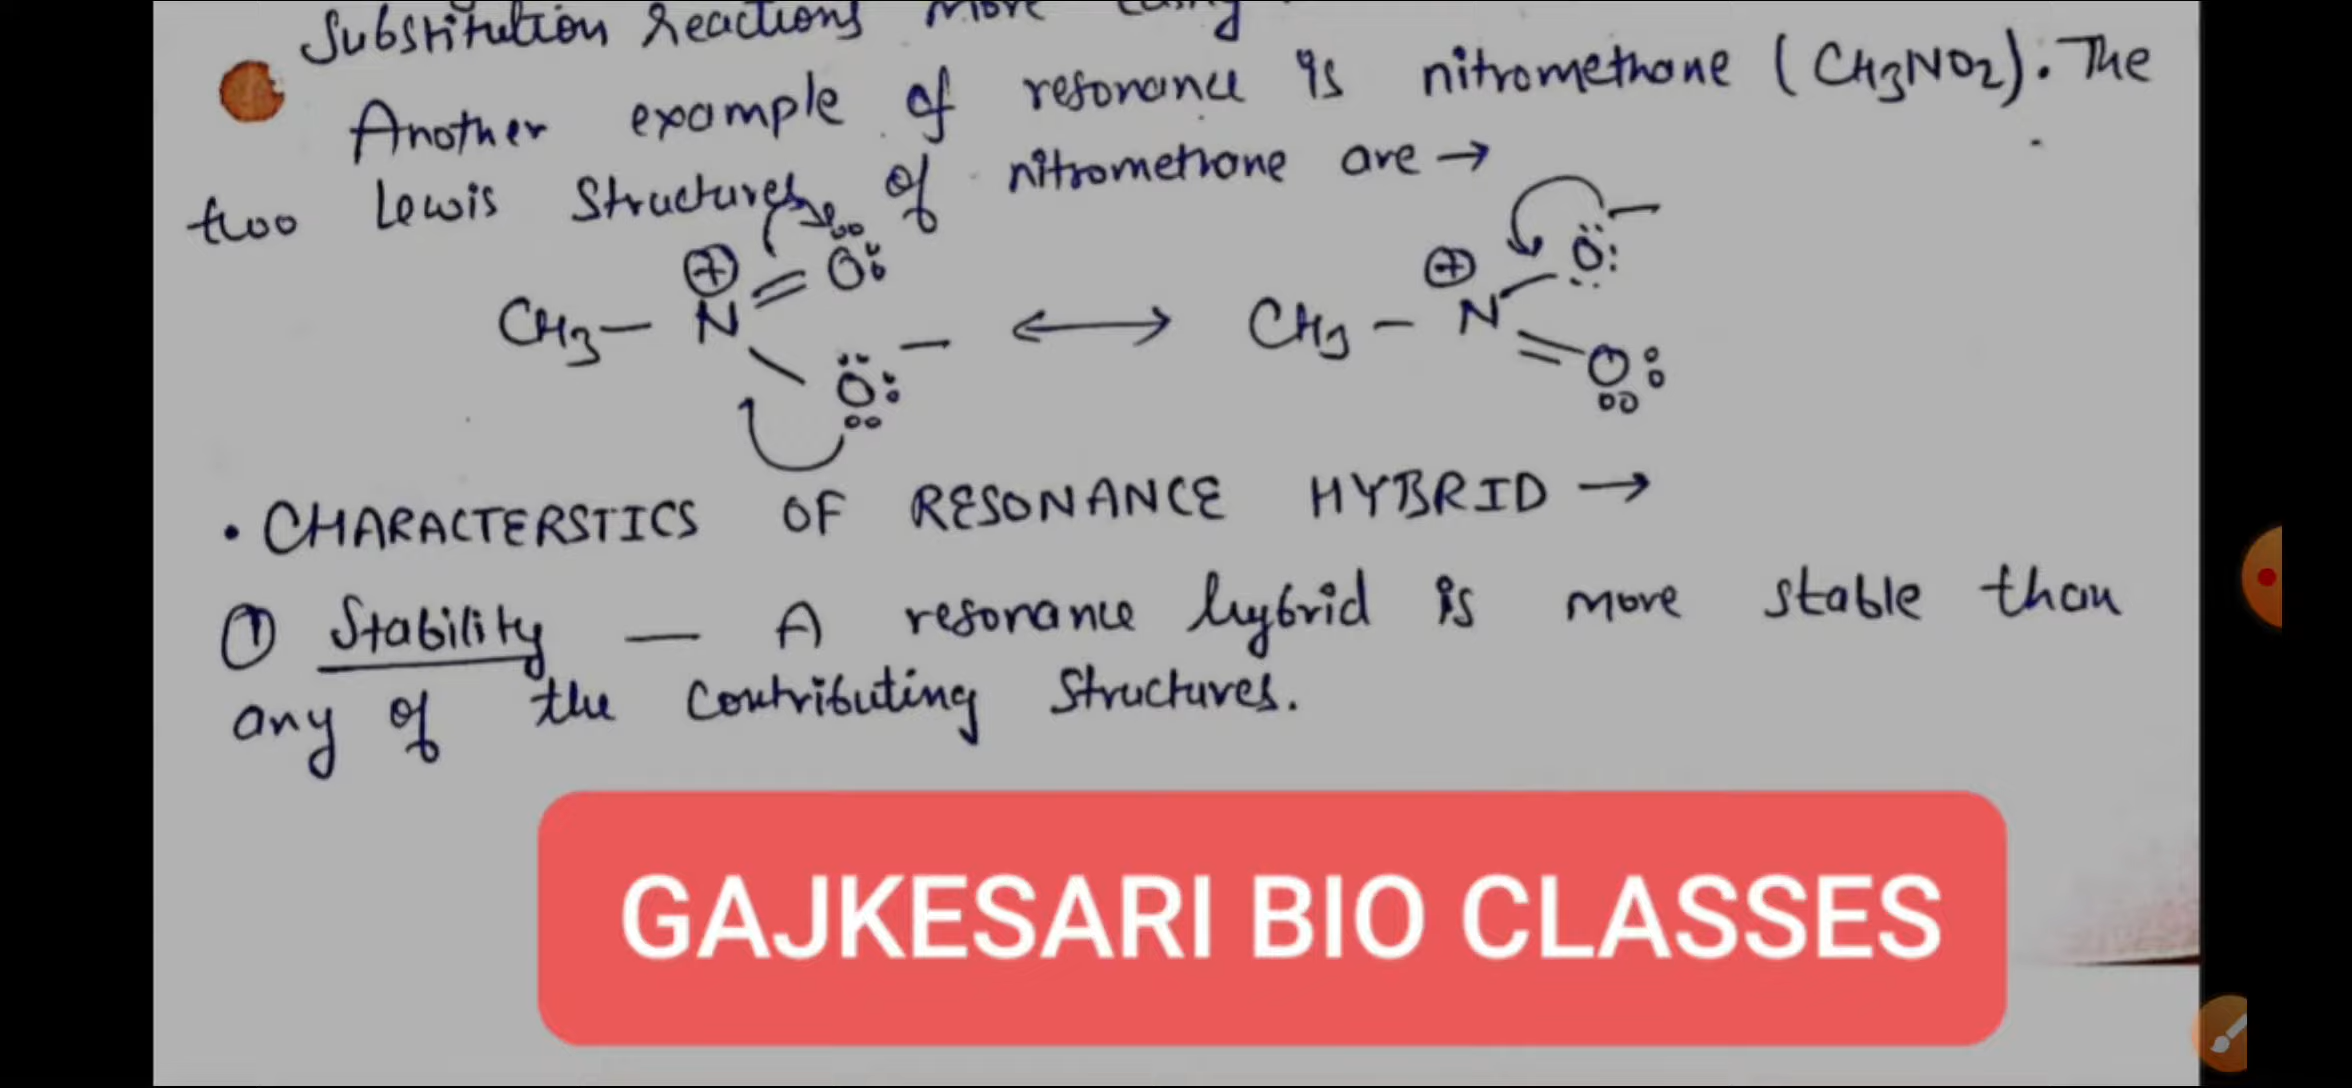 Substitution reactions more
Another example of resonance is nitromethane (CH3NO2). The
two Lewis Structures of nitromethane are →
CH3 — N ⊕ = O: — O: − ⟷ CH3 — N ⊕ — O: − = O:
• CHARACTERSTICS OF RESONANCE HYBRID →
① Stability — A resonance hybrid is more stable than
any of the Contributing Structures.
GAJKESARI BIO CLASSES